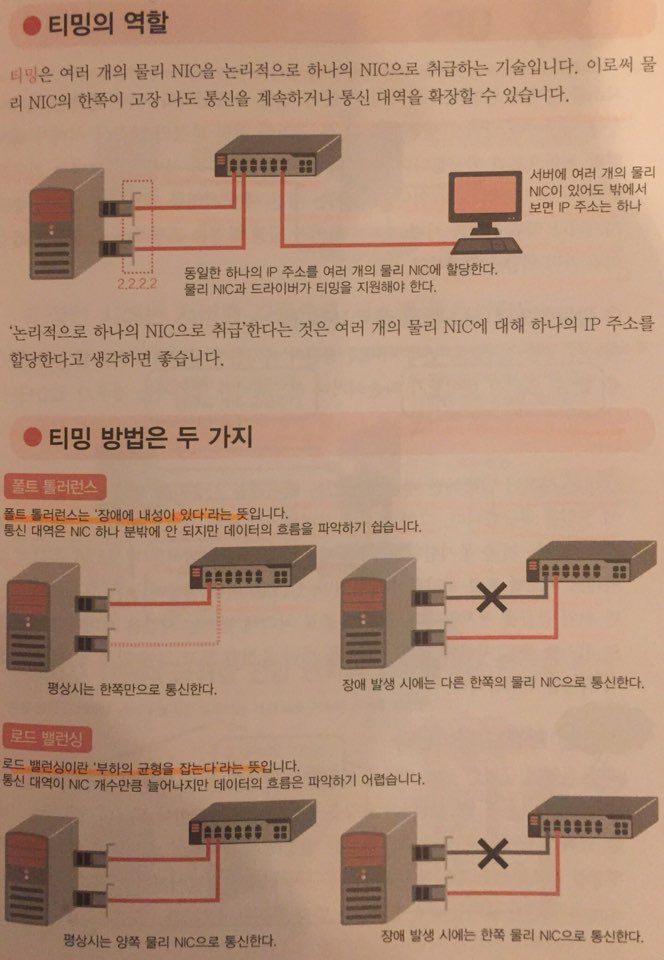 티밍의 역할
티밍은 여러 개의 물리 NIC을 논리적으로 하나의 NIC으로 취급하는 기술입니다. 이로써 물
리 NIC의 한쪽이 고장 나도 통신을 계속하거나 통신 대역을 확장할 수 있습니다.
서버에 여러 개의 물리
NIC이 있어도 밖에서
보면 IP 주소는 하나
2.2.2.2
동일한 하나의 IP 주소를 여러 개의 물리 NIC에 할당한다.
물리 NIC과 드라이버가 티밍을 지원해야 한다.
'논리적으로 하나의 NIC으로 취급'한다는 것은 여러 개의 물리 NIC에 대해 하나의 IP 주소를
할당한다고 생각하면 좋습니다.
티밍 방법은 두 가지
폴트 톨러런스
폴트 톨러런스는 '장애에 내성이 있다'라는 뜻입니다.
통신 대역은 NIC 하나 분밖에 안 되지만 데이터의 흐름을 파악하기 쉽습니다.
평상시는 한쪽만으로 통신한다.
장애 발생 시에는 다른 한쪽의 물리 NIC으로 통신한다.
로드 밸런싱
로드 밸런싱이란 '부하의 균형을 잡는다'라는 뜻입니다.
통신 대역이 NIC 개수만큼 늘어나지만 데이터의 흐름은 파악하기 어렵습니다.
평상시는 양쪽 물리 NIC으로 통신한다.
장애 발생 시에는 한쪽 물리 NIC으로 통신한다.